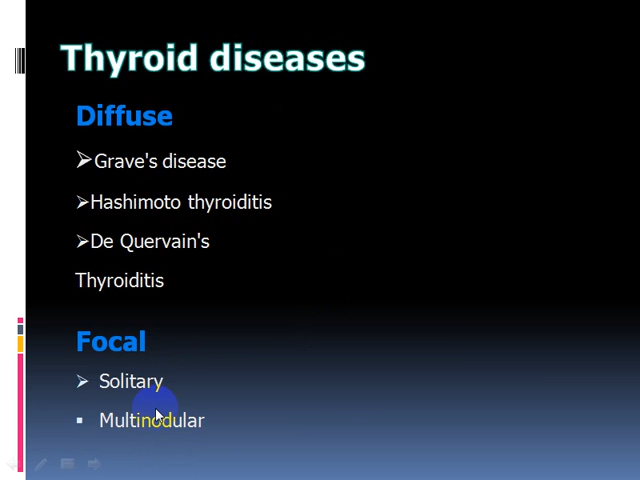 Thyroid diseases
Diffuse
➢Grave's disease
➢Hashimoto thyroiditis
➢De Quervain's
Thyroiditis
Focal
➢ Solitary
▪ Multinodular